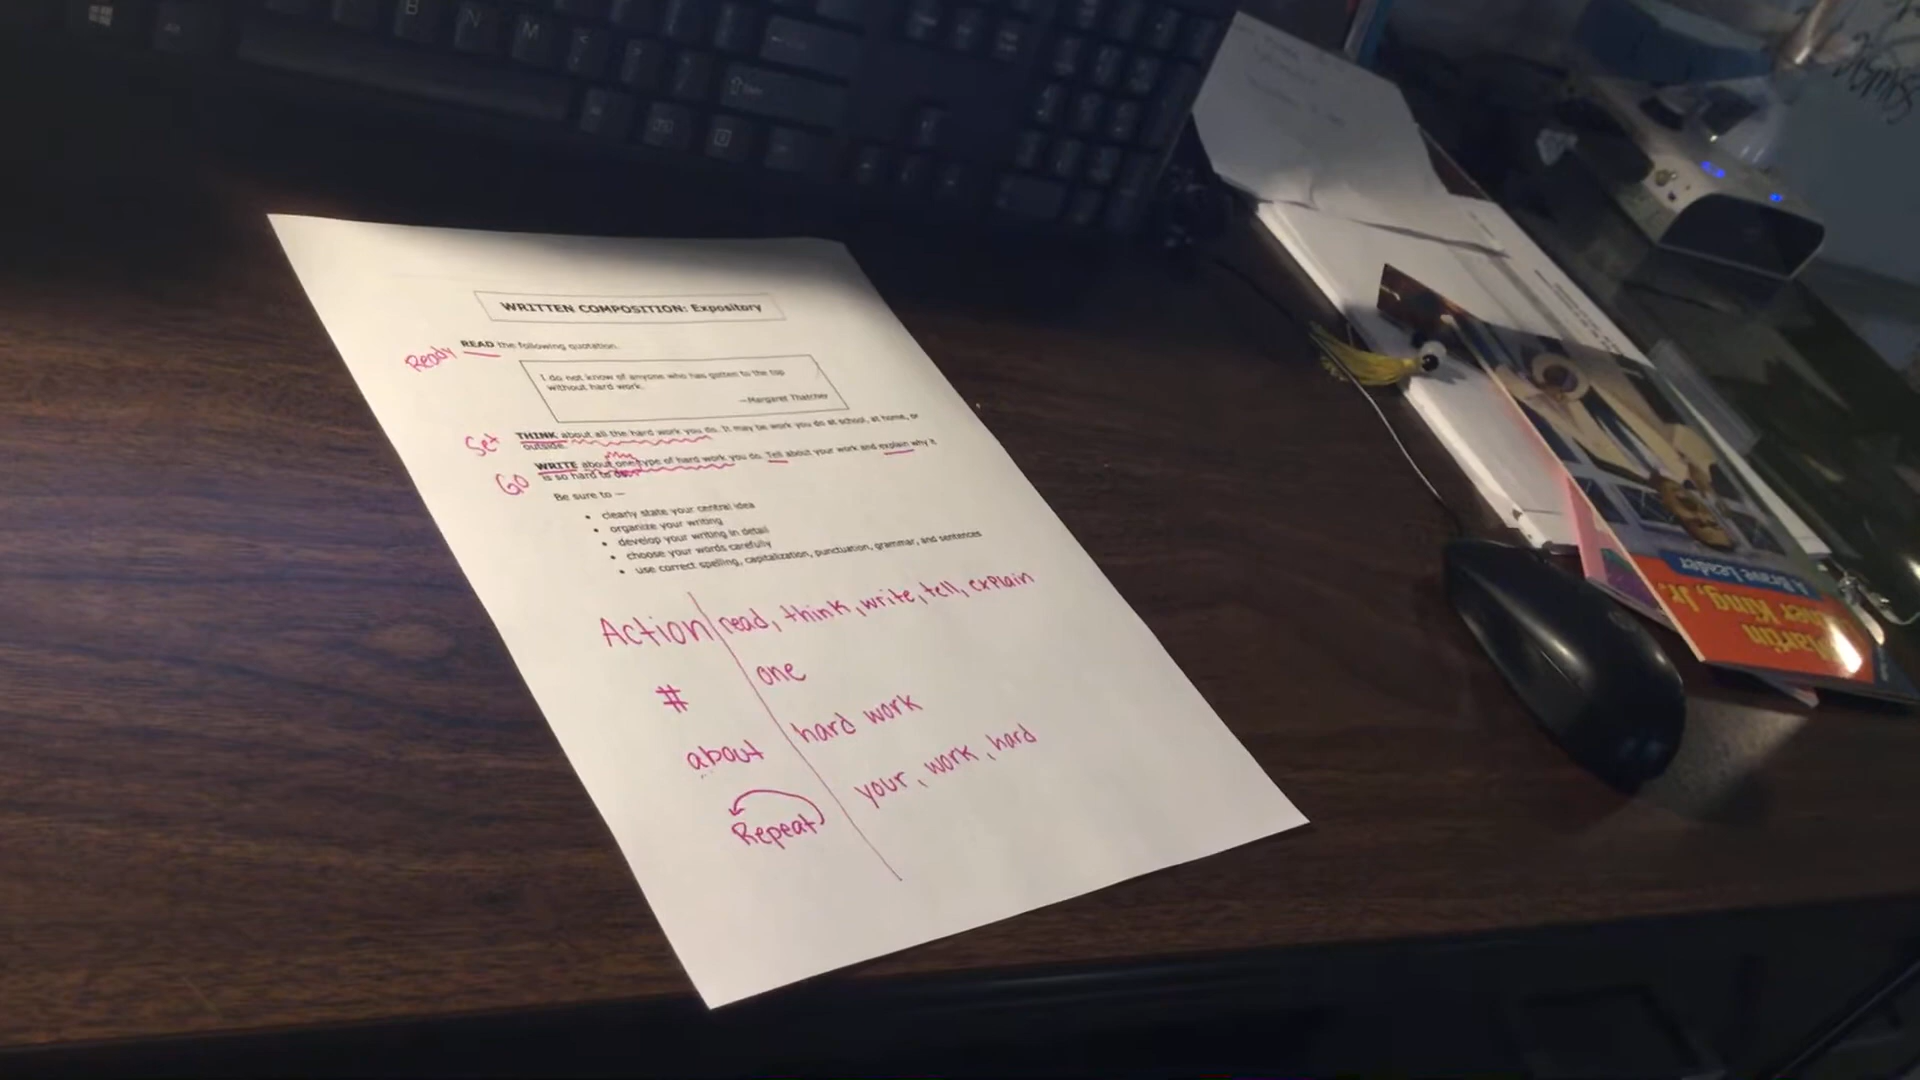 WRITTEN COMPOSITION: Expository
Ready
READ the following quotation.
I do not know of anyone who has gotten to the top
without hard work.
—Margaret Thatcher
Set
THINK about all the hard work you do. It may be work you do at school, at home, or
outside.
Go
WRITE about one type of hard work you do. Tell about your work and explain why it
is so hard to do.
Be sure to —
• clearly state your central idea
• organize your writing
• develop your writing in detail
• choose your words carefully
• use correct spelling, capitalization, punctuation, grammar, and sentences
Action read, think, write, tell, explain
# one
about hard work
Repeat your, work, hard
Martin
King, Jr.
A Brave Leader
B
N
M